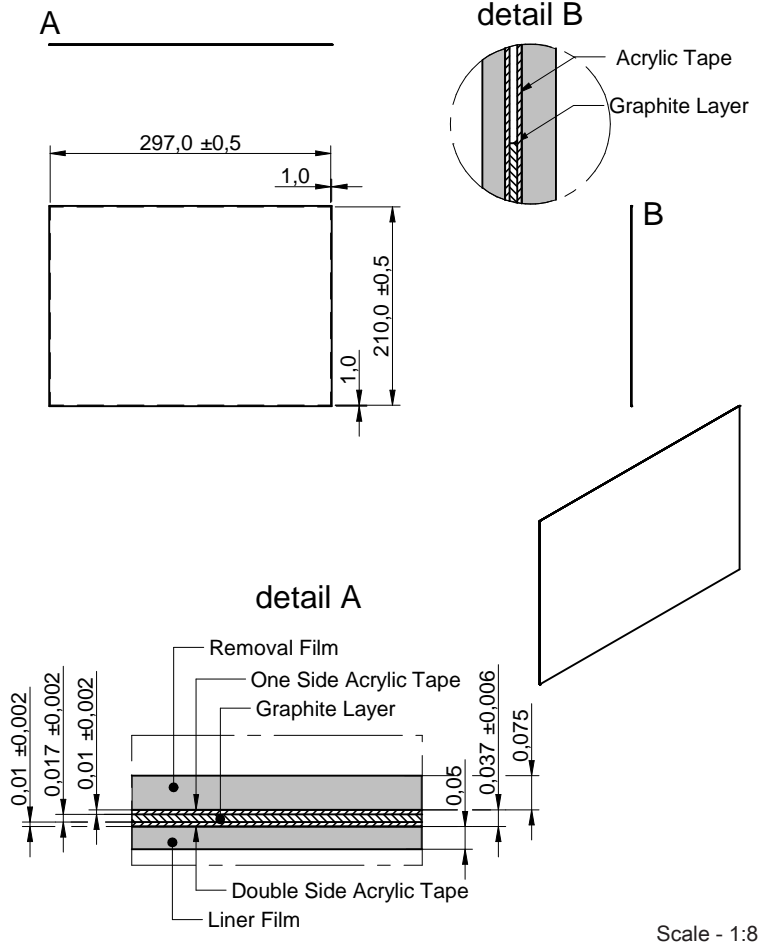 A
detail B
Acrylic Tape
Graphite Layer
297,0 ±0,5
1,0
B
210,0 ±0,5
1,0
detail A
Removal Film
One Side Acrylic Tape
Graphite Layer
0,01 ±0,002
0,017 ±0,002
0,01 ±0,002
0,05
0,037 ±0,006
0,075
Double Side Acrylic Tape
Liner Film
Scale - 1:8